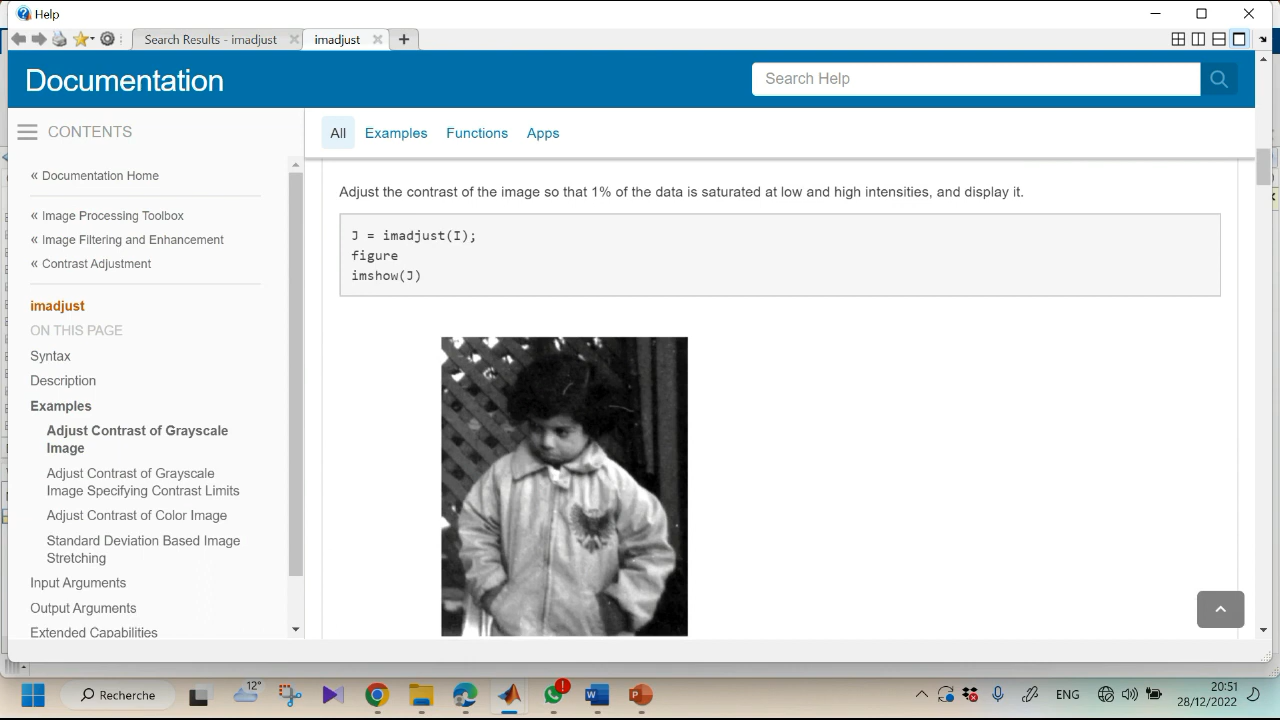 Help
Search Results - imadjust
imadjust
Documentation
Search Help
CONTENTS
All
Examples
Functions
Apps
« Documentation Home
« Image Processing Toolbox
« Image Filtering and Enhancement
« Contrast Adjustment
imadjust
ON THIS PAGE
Syntax
Description
Examples
Adjust Contrast of Grayscale
Image
Adjust Contrast of Grayscale
Image Specifying Contrast Limits
Adjust Contrast of Color Image
Standard Deviation Based Image
Stretching
Input Arguments
Output Arguments
Extended Capabilities
Adjust the contrast of the image so that 1% of the data is saturated at low and high intensities, and display it.
J = imadjust(I);
figure
imshow(J)
12°
Recherche
ENG
20:51
28/12/2022